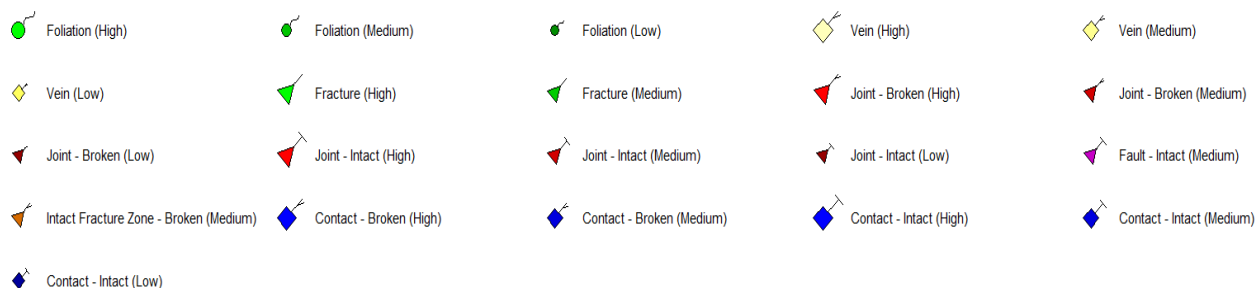 Foliation (High)
Foliation (Medium)
Foliation (Low)
Vein (High)
Vein (Medium)
Vein (Low)
Fracture (High)
Fracture (Medium)
Joint - Broken (High)
Joint - Broken (Medium)
Joint - Broken (Low)
Joint - Intact (High)
Joint - Intact (Medium)
Joint - Intact (Low)
Fault - Intact (Medium)
Intact Fracture Zone - Broken (Medium)
Contact - Broken (High)
Contact - Broken (Medium)
Contact - Intact (High)
Contact - Intact (Medium)
Contact - Intact (Low)